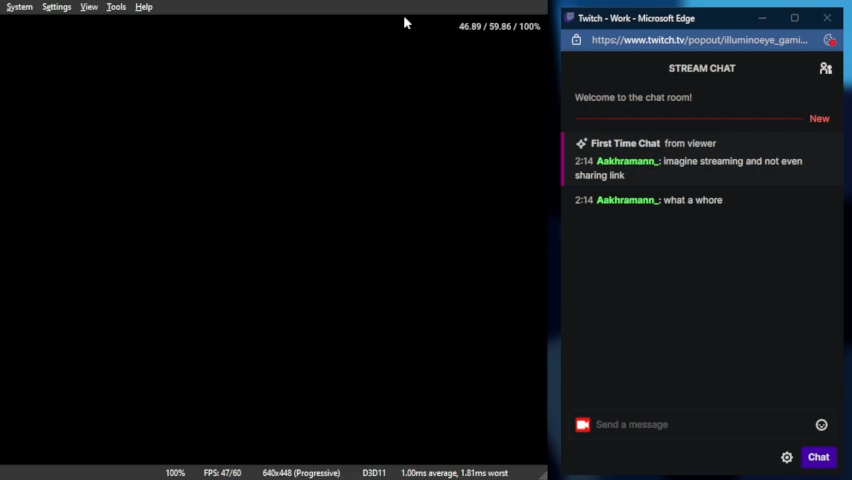 System Settings View Tools Help
46.89 / 59.86 / 100%
Twitch - Work - Microsoft Edge
https://www.twitch.tv/popout/illuminoeye_gami...
STREAM CHAT
Welcome to the chat room!
New
First Time Chat from viewer
2:14 Aakhramann_: imagine streaming and not even
sharing link
2:14 Aakhramann_: what a whore
Send a message
Chat
100% FPS: 47/60 640x448 (Progressive) D3D11 1.00ms average, 1.81ms worst